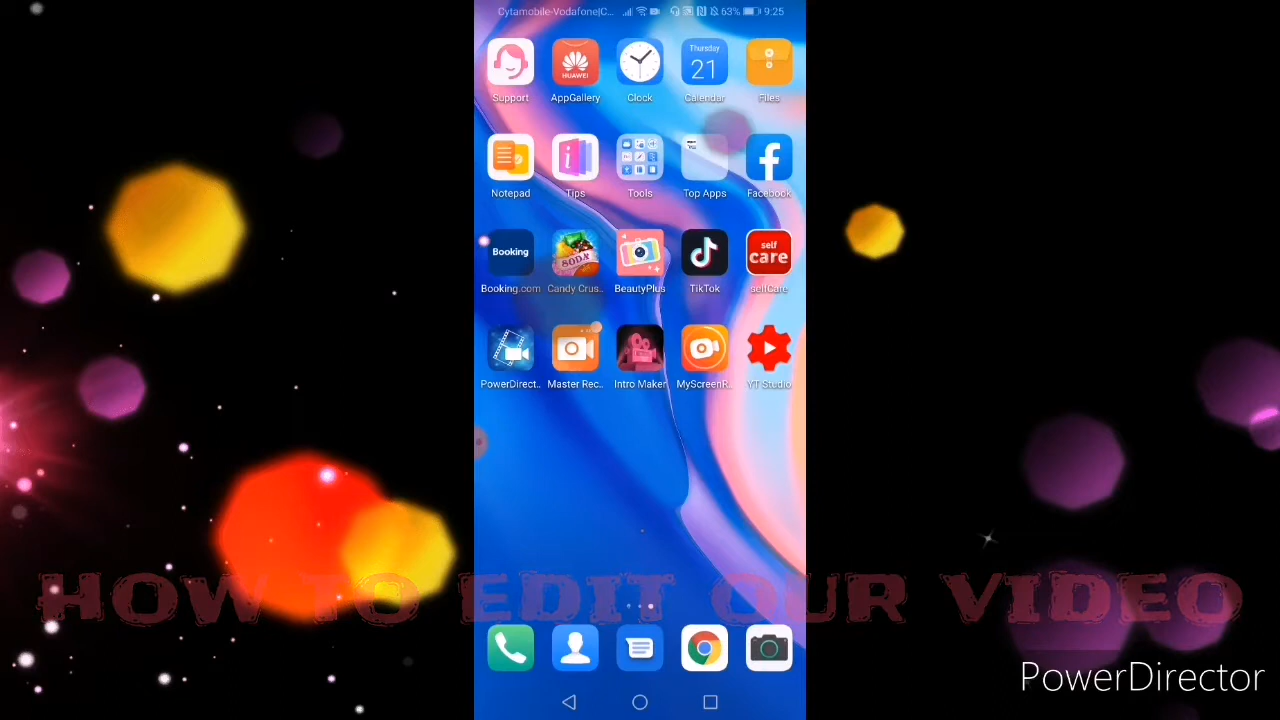 Cytamobile-Vodafone|C... 63% 9:25
Thursday
21
HUAWEI
Support AppGallery Clock Calendar Files
Notepad Tips Tools Top Apps Facebook
Booking
SODA
self
care
Booking.com Candy Crus.. BeautyPlus TikTok selfCare
PowerDirect.. Master Rec... Intro Maker MyScreenR.. YT Studio
HOW TO EDIT OUR VIDEO
PowerDirector